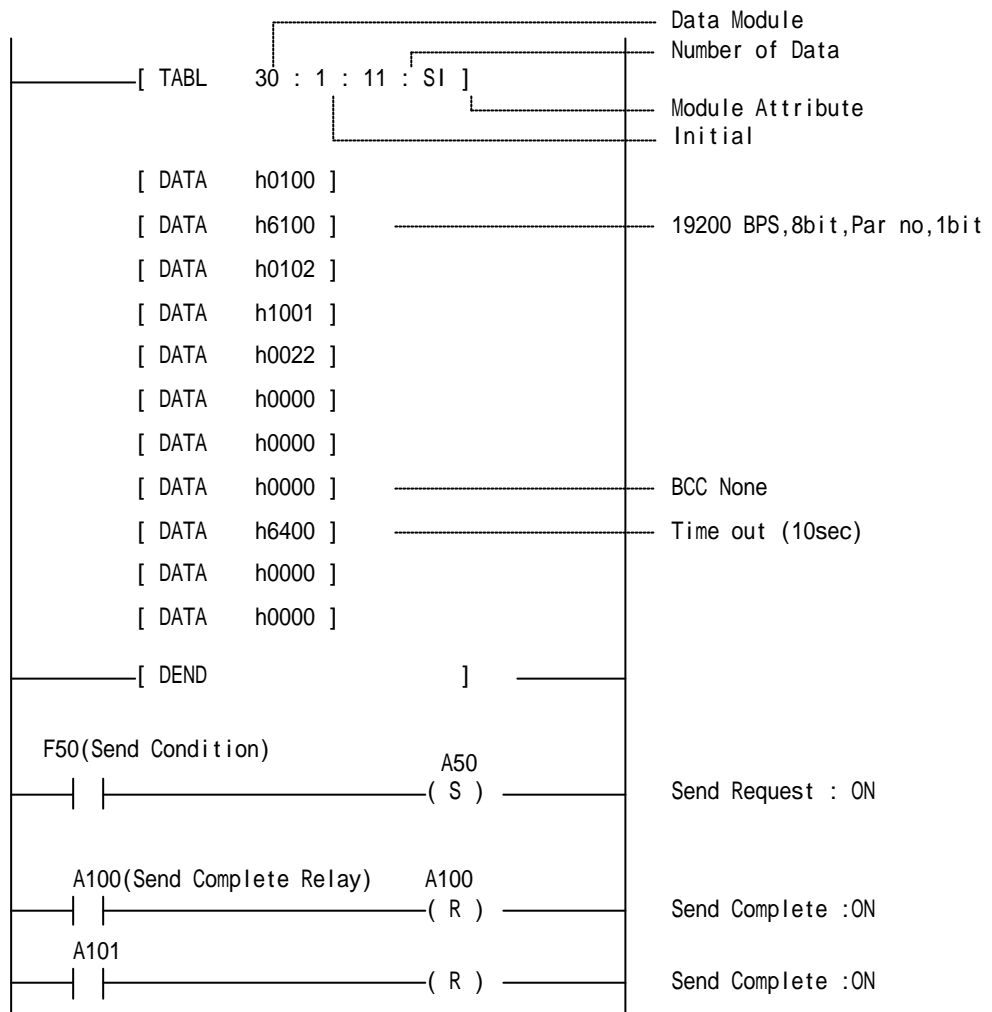 Data Module
Number of Data
[ TABL 30 : 1 : 11 : SI ]
Module Attribute
Initial
[ DATA h0100 ]
[ DATA h6100 ] 19200 BPS,8bit,Par no,1bit
[ DATA h0102 ]
[ DATA h1001 ]
[ DATA h0022 ]
[ DATA h0000 ]
[ DATA h0000 ]
[ DATA h0000 ] BCC None
[ DATA h6400 ] Time out (10sec)
[ DATA h0000 ]
[ DATA h0000 ]
[ DEND ]
F50(Send Condition)
A50
( S ) Send Request : ON
A100(Send Complete Relay) A100
( R ) Send Complete :ON
A101
( R ) Send Complete :ON